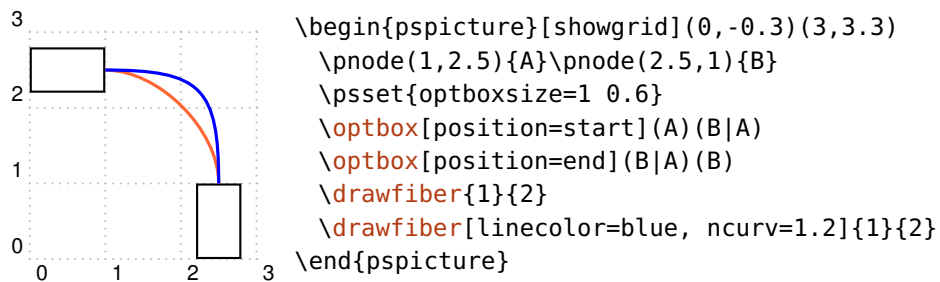 3
2
1
0
0 1 2 3
\begin{pspicture}[showgrid](0,-0.3)(3,3.3)
\pnode(1,2.5){A}\pnode(2.5,1){B}
\psset{optboxsize=1 0.6}
\optbox[position=start](A)(B|A)
\optbox[position=end](B|A)(B)
\drawfiber{1}{2}
\drawfiber[linecolor=blue, ncurv=1.2]{1}{2}
\end{pspicture}